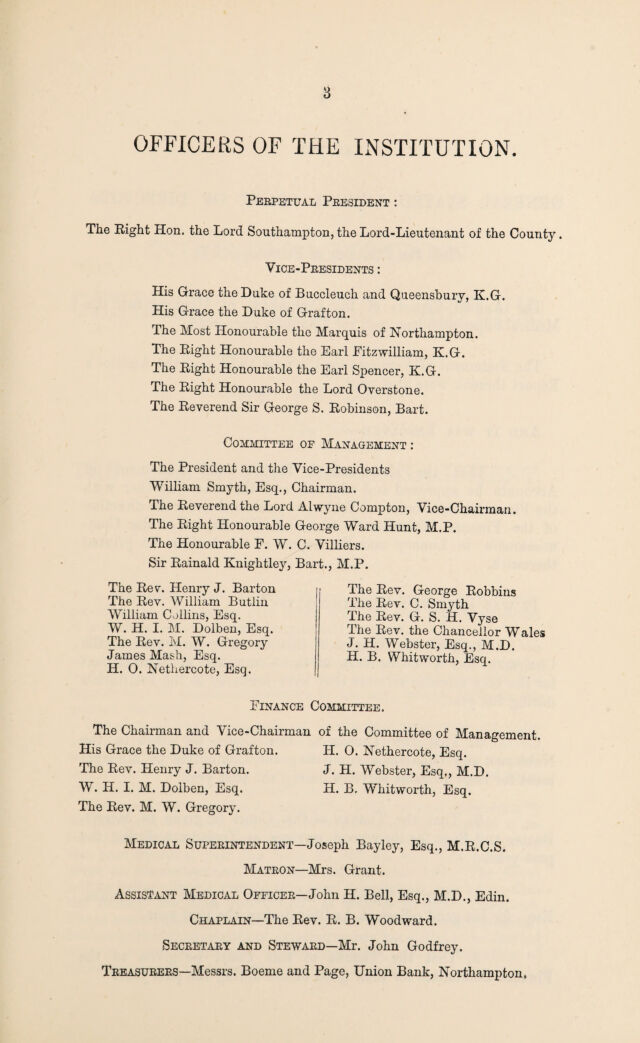 3
OFFICERS OF THE INSTITUTION.
PERPETUAL PRESIDENT :
The Right Hon. the Lord Southampton, the Lord-Lieutenant of the County.
VICE-PRESIDENTS :
His Grace the Duke of Buccleuch and Queensbury, K.G.
His Grace the Duke of Grafton.
The Most Honourable the Marquis of Northampton.
The Right Honourable the Earl Fitzwilliam, K.G.
The Right Honourable the Earl Spencer, K.G.
The Right Honourable the Lord Overstone.
The Reverend Sir George S. Robinson, Bart.
COMMITTEE OF MANAGEMENT :
The President and the Vice-Presidents
William Smyth, Esq., Chairman.
The Reverend the Lord Alwyne Compton, Vice-Chairman.
The Right Honourable George Ward Hunt, M.P.
The Honourable F. W. C. Villiers.
Sir Rainald Knightley, Bart., M.P.
The Rev. Henry J. Barton
The Rev. William Butlin
William Collins, Esq.
W. H. I. M. Dolben, Esq.
The Rev. M. W. Gregory
James Mash, Esq.
H. O. Nethercote, Esq.
The Rev. George Robbins
The Rev. C. Smyth
The Rev. G. S. H. Vyse
The Rev. the Chancellor Wales
J. H. Webster, Esq., M.D.
H. B. Whitworth, Esq.
FINANCE COMMITTEE.
The Chairman and Vice-Chairman of the Committee of Management.
His Grace the Duke of Grafton.
The Rev. Henry J. Barton.
W. H. I. M. Dolben, Esq.
The Rev. M. W. Gregory.
H. O. Nethercote, Esq.
J. H. Webster, Esq., M.D.
H. B. Whitworth, Esq.
MEDICAL SUPERINTENDENT—Joseph Bayley, Esq., M.R.C.S.
MATRON—Mrs. Grant.
ASSISTANT MEDICAL OFFICER—John H. Bell, Esq., M.D., Edin.
CHAPLAIN—The Rev. R. B. Woodward.
SECRETARY AND STEWARD—Mr. John Godfrey.
TREASURERS—Messrs. Boeme and Page, Union Bank, Northampton.